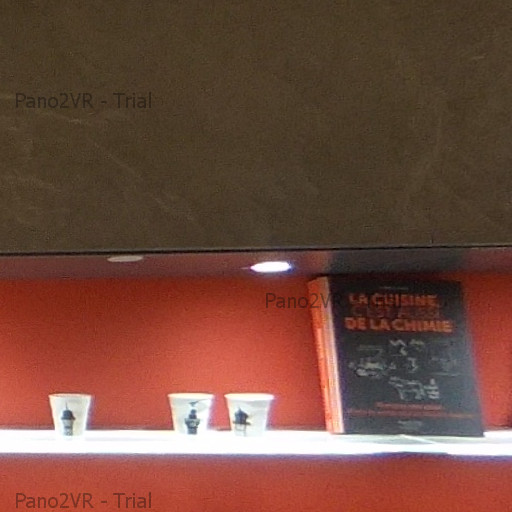 Pano2VR - Trial
Pano2VR
LA CUISINE,
C'EST AUSSI
DE LA CHIMIE
Pano2VR - Trial